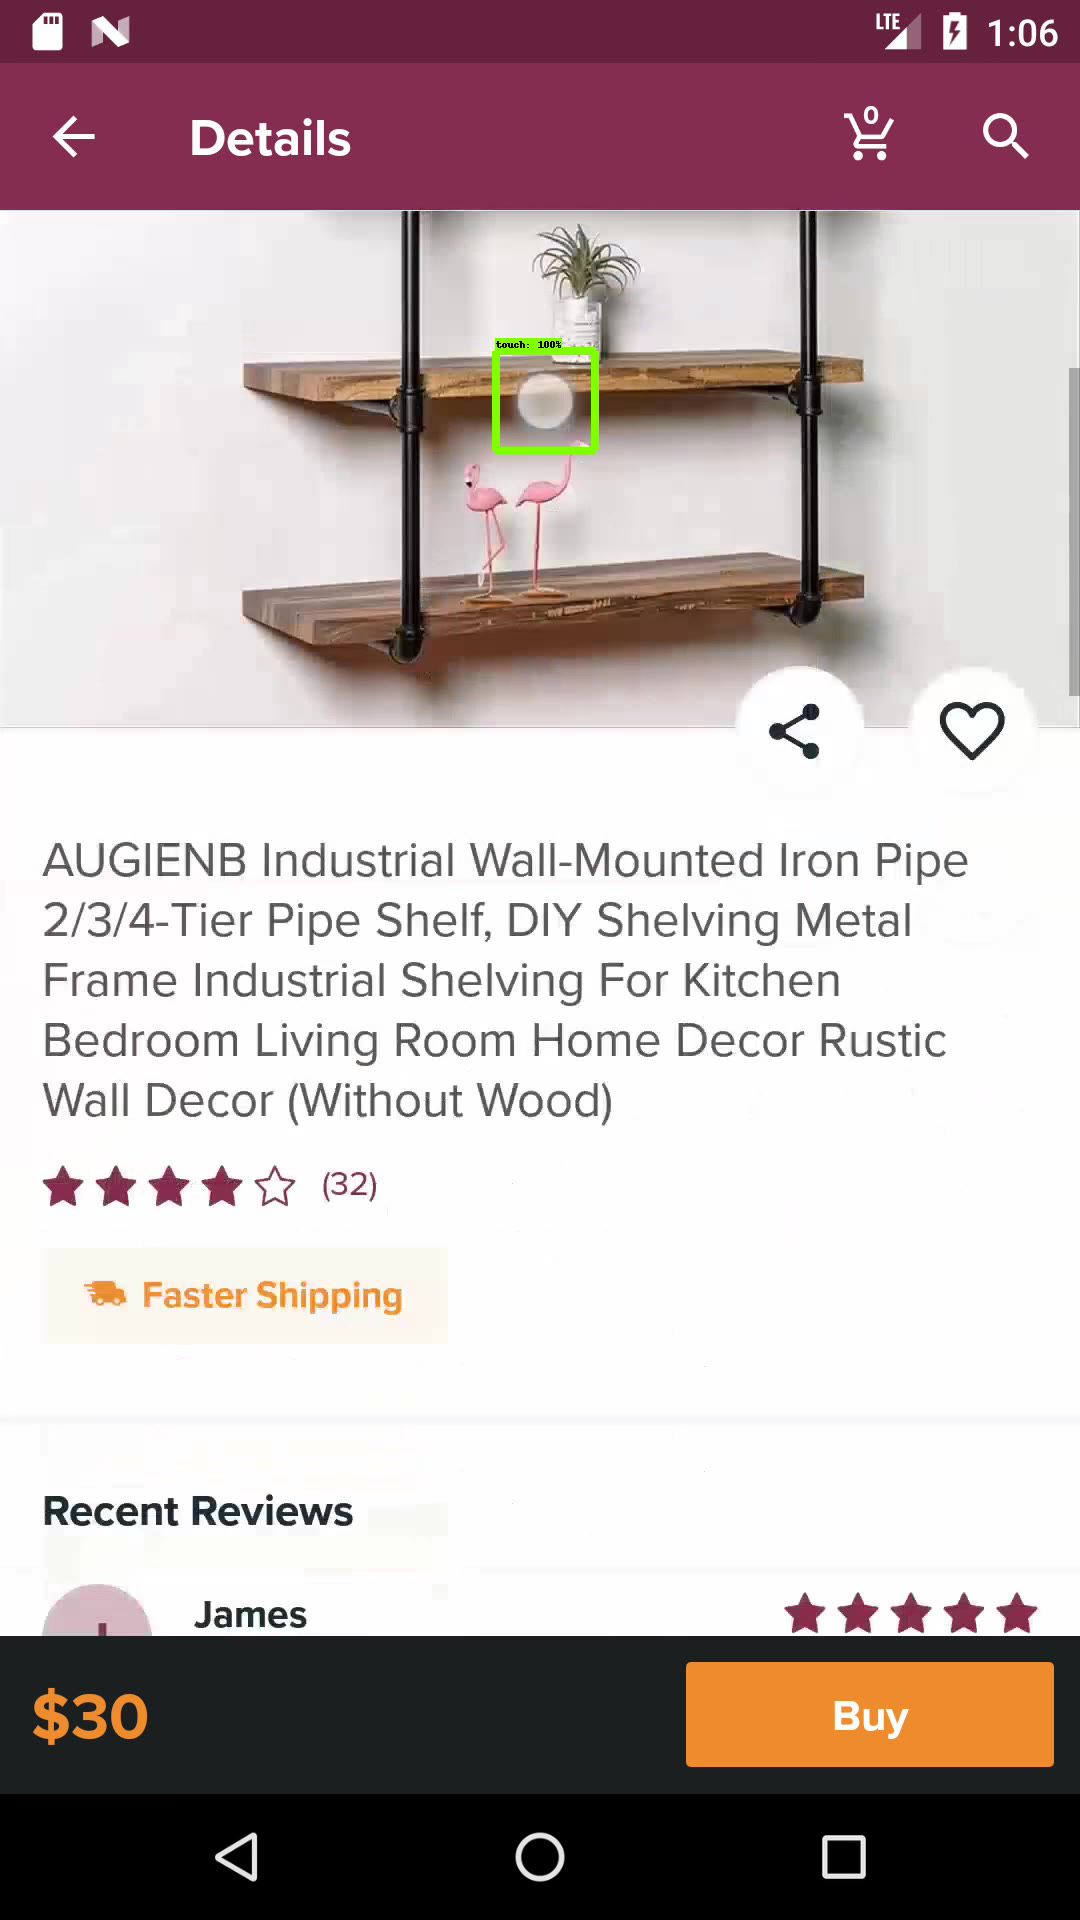 LTE 1:06
Details 0
touch: 100%
AUGIENB Industrial Wall-Mounted Iron Pipe
2/3/4-Tier Pipe Shelf, DIY Shelving Metal
Frame Industrial Shelving For Kitchen
Bedroom Living Room Home Decor Rustic
Wall Decor (Without Wood)
(32)
Faster Shipping
Recent Reviews
James
$30 Buy